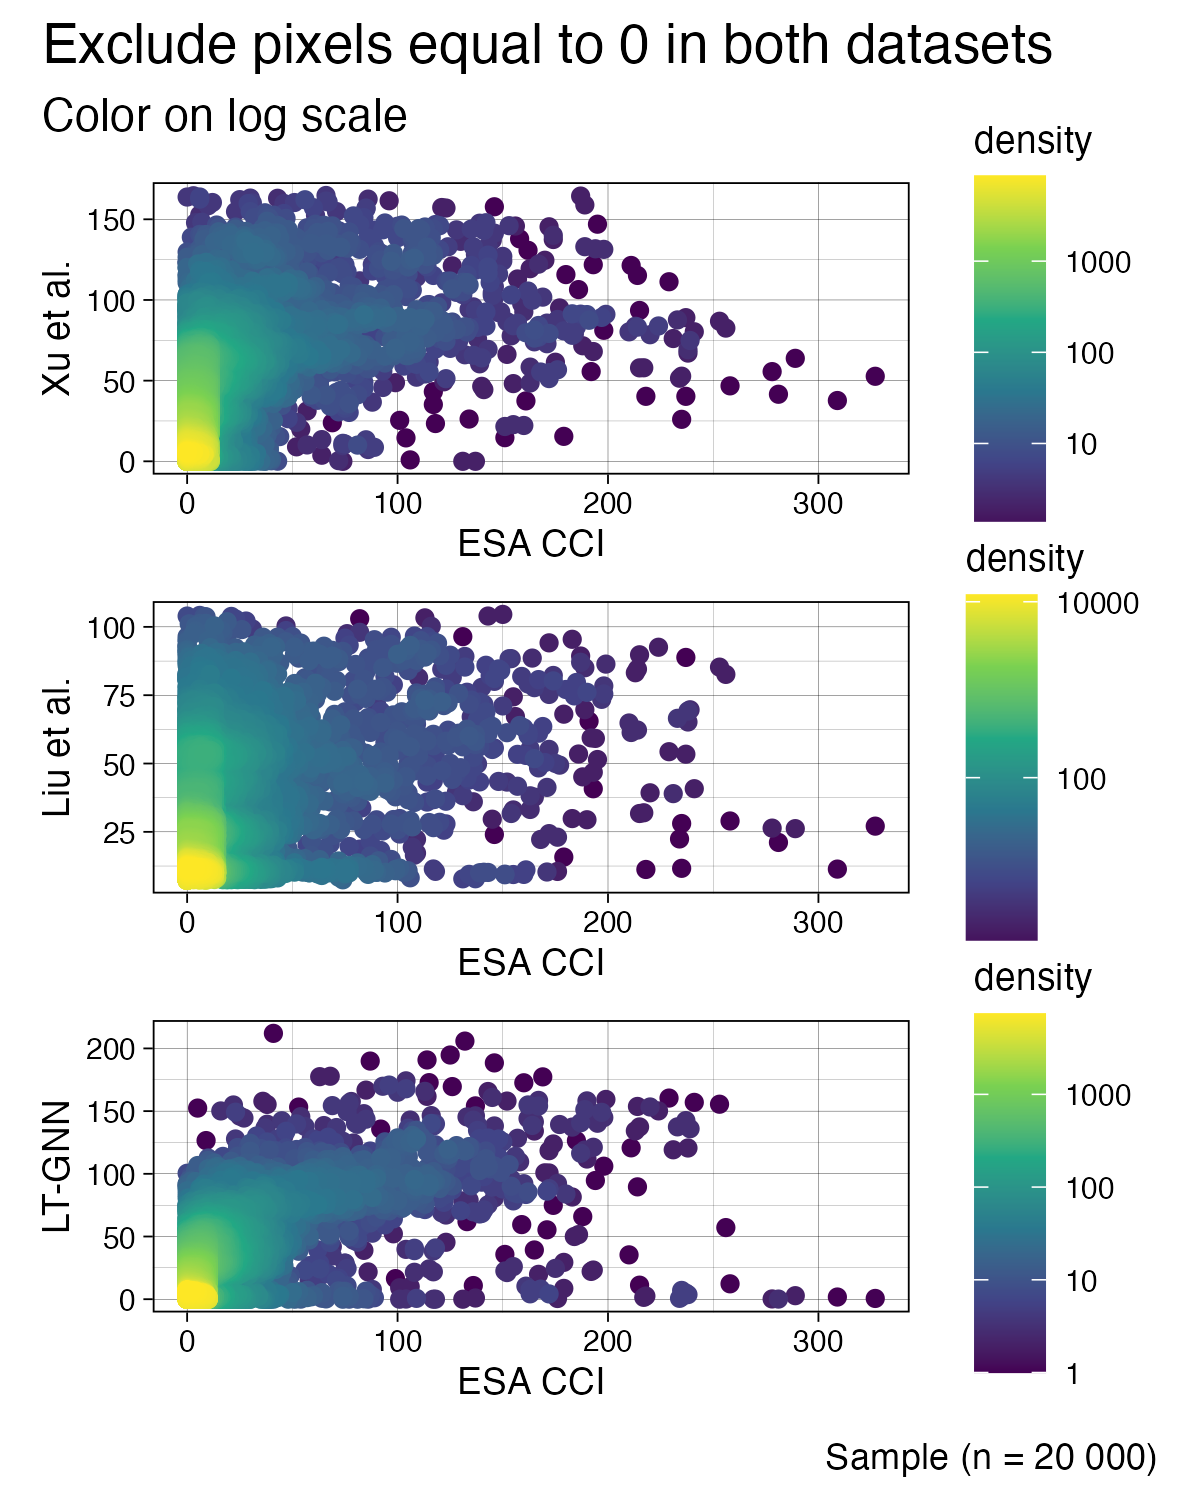 Exclude pixels equal to 0 in both datasets
Color on log scale
density
150
100
50
0
Xu et al.
0 100 200 300
ESA CCI
1000
100
10
density
100
75
50
25
Liu et al.
0 100 200 300
ESA CCI
10000
100
density
200
150
100
50
0
LT-GNN
0 100 200 300
ESA CCI
1000
100
10
1
Sample (n = 20 000)